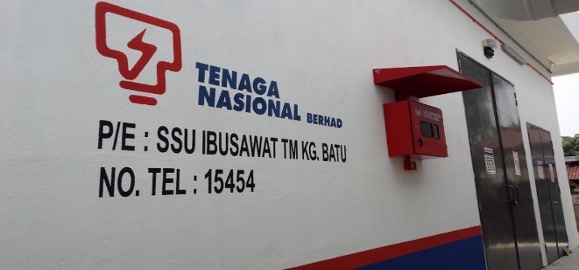 TENAGA
NASIONAL BERHAD
P/E : SSU IBUSAWAT TM KG. BATU
NO. TEL : 15454